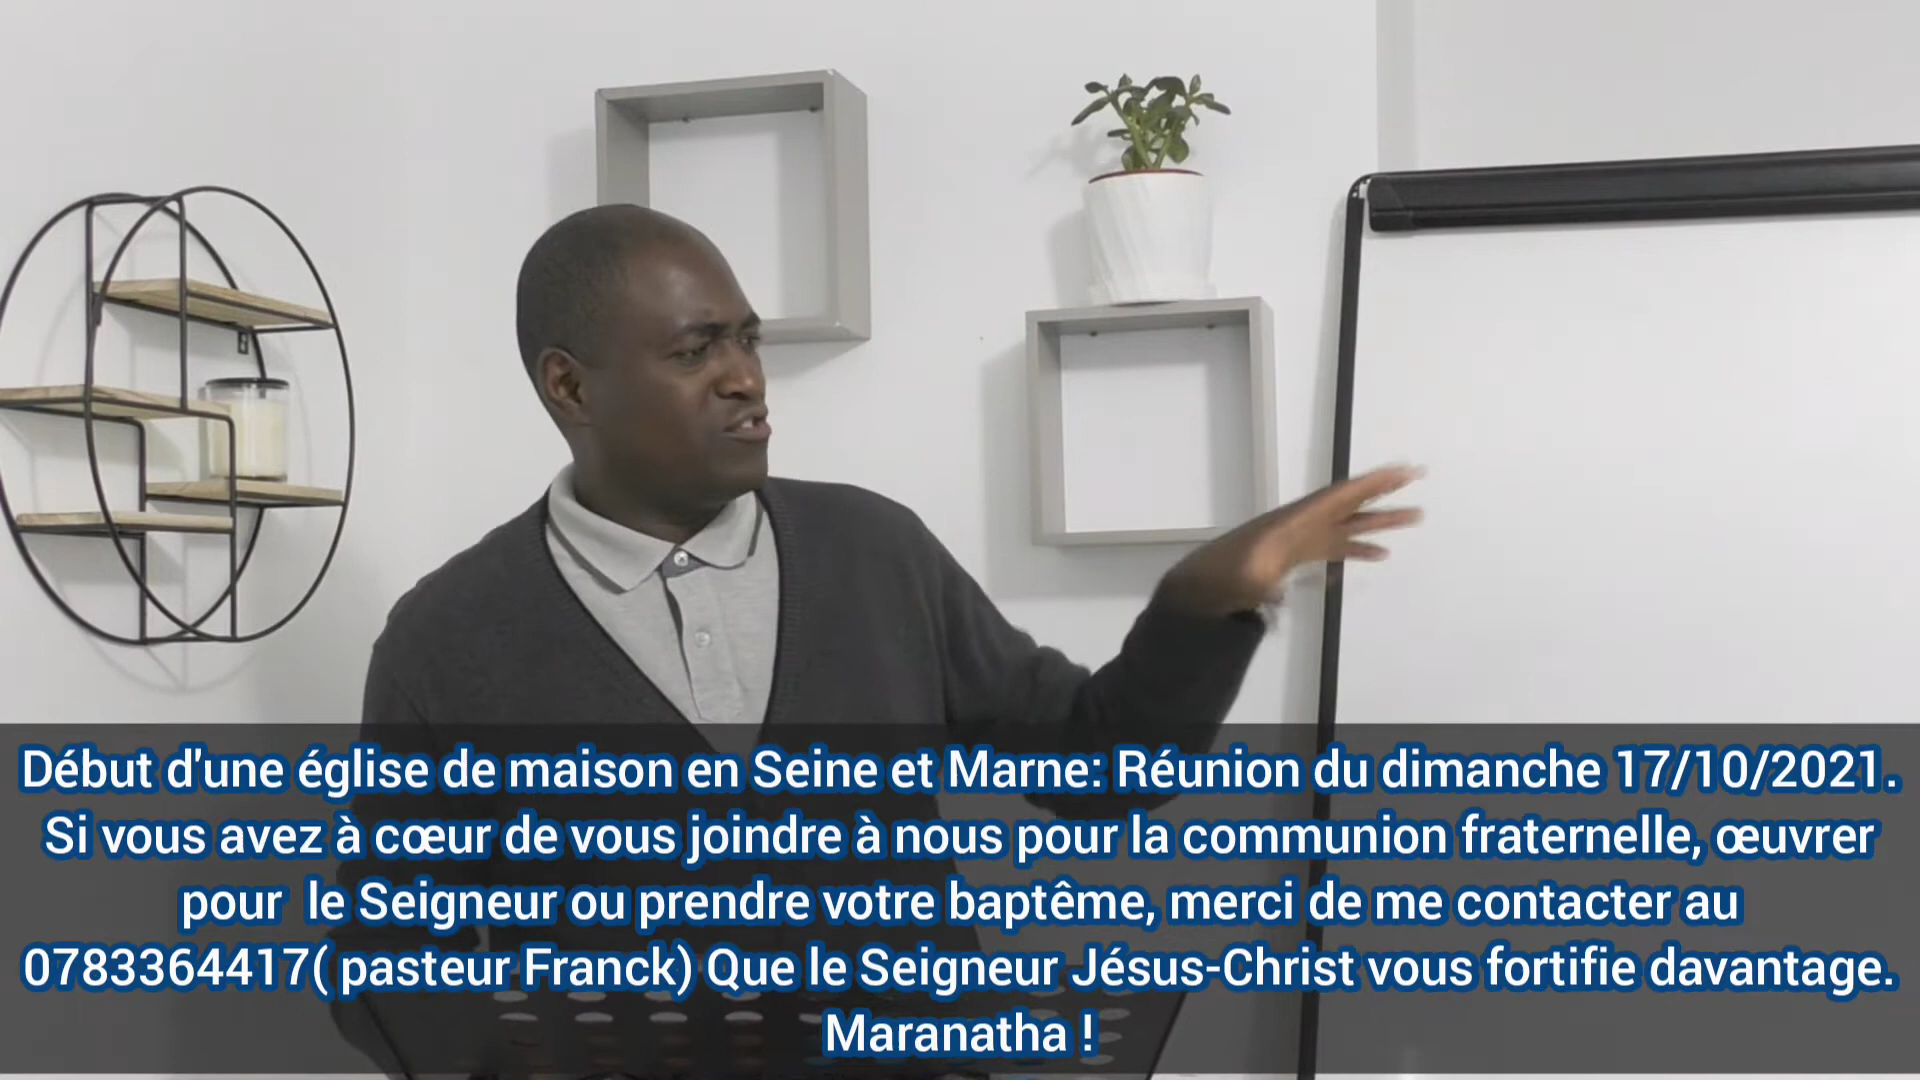 Début d'une église de maison en Seine et Marne: Réunion du dimanche 17/10/2021.
Si vous avez à cœur de vous joindre à nous pour la communion fraternelle, œuvrer
pour le Seigneur ou prendre votre baptême, merci de me contacter au
0783364417( pasteur Franck) Que le Seigneur Jésus-Christ vous fortifie davantage.
Maranatha !